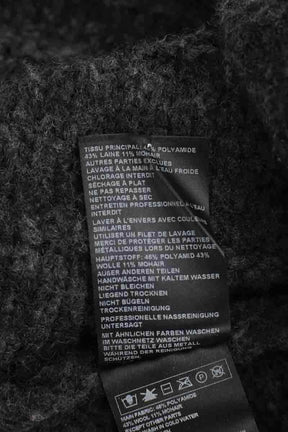 TISSU PRINCIPAL: 46% POLYAMIDE
43% LAINE 11% MOHAIR
AUTRES PARTIES EXCLUES
LAVAGE À LA MAIN À L'EAU FROIDE
CHLORAGE INTERDIT
SÉCHAGE À PLAT
NE PAS REPASSER
NETTOYAGE À SEC
ENTRETIEN PROFESSIONNEL À L'EAU
INTERDIT
LAVER À L'ENVERS AVEC COULEURS
SIMILAIRES
UTILISER UN FILET DE LAVAGE
MERCI DE PROTÉGER LES PARTIES
MÉTALLIQUES LORS DU NETTOYAGE
HAUPTSTOFF: 46% POLYAMID 43%
WOLLE 11% MOHAIR
AUßER ANDEREN TEILEN
HANDWÄSCHE MIT KALTEM WASSER
NICHT BLEICHEN
LIEGEND TROCKNEN
NICHT BÜGELN
TROCKENREINIGUNG
PROFESSIONELLE NASSREINIGUNG
UNTERSAGT
MIT ÄHNLICHEN FARBEN WASCHEN
IM WASCHNETZ WASCHEN
BITTE DIE TEILE AUS METALL
WÄHREND DER REINIGUNG
SCHÜTZEN.
MAIN FABRIC: 46% POLYAMIDE
43% WOOL 11% MOHAIR
EXCEPT OTHER PARTS
WASH IN COLD WATER